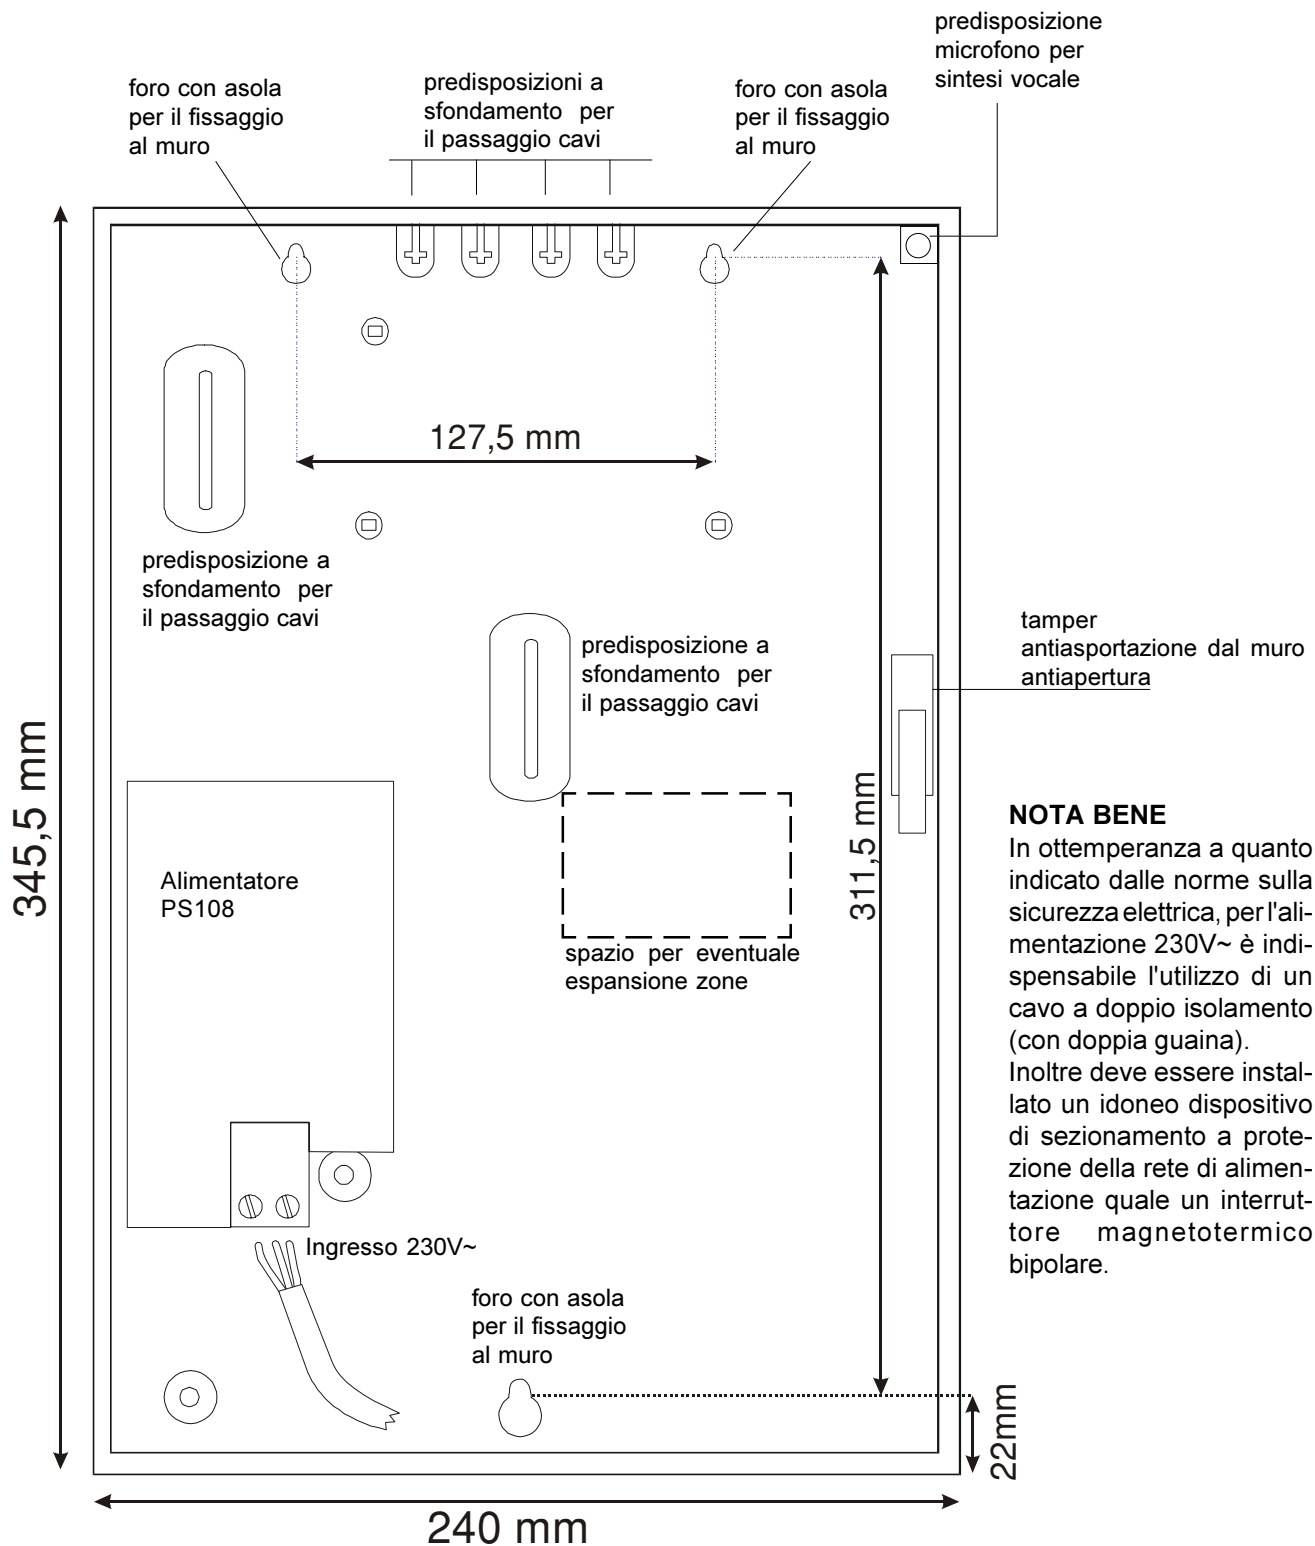 predisposizione
microfono per
sintesi vocale
foro con asola
per il fissaggio
al muro
predisposizioni a
sfondamento per
il passaggio cavi
foro con asola
per il fissaggio
al muro
127,5 mm
predisposizione a
sfondamento per
il passaggio cavi
predisposizione a
sfondamento per
il passaggio cavi
tamper
antiasportazione dal muro
antiapertura
345,5 mm
311,5 mm
Alimentatore
PS108
spazio per eventuale
espansione zone
NOTA BENE
In ottemperanza a quanto
indicato dalle norme sulla
sicurezza elettrica, per l'ali-
mentazione 230V~ è indi-
spensabile l'utilizzo di un
cavo a doppio isolamento
(con doppia guaina).
Inoltre deve essere instal-
lato un idoneo dispositivo
di sezionamento a prote-
zione della rete di alimen-
tazione quale un interrut-
tore magnetotermico
bipolare.
Ingresso 230V~
foro con asola
per il fissaggio
al muro
22mm
240 mm